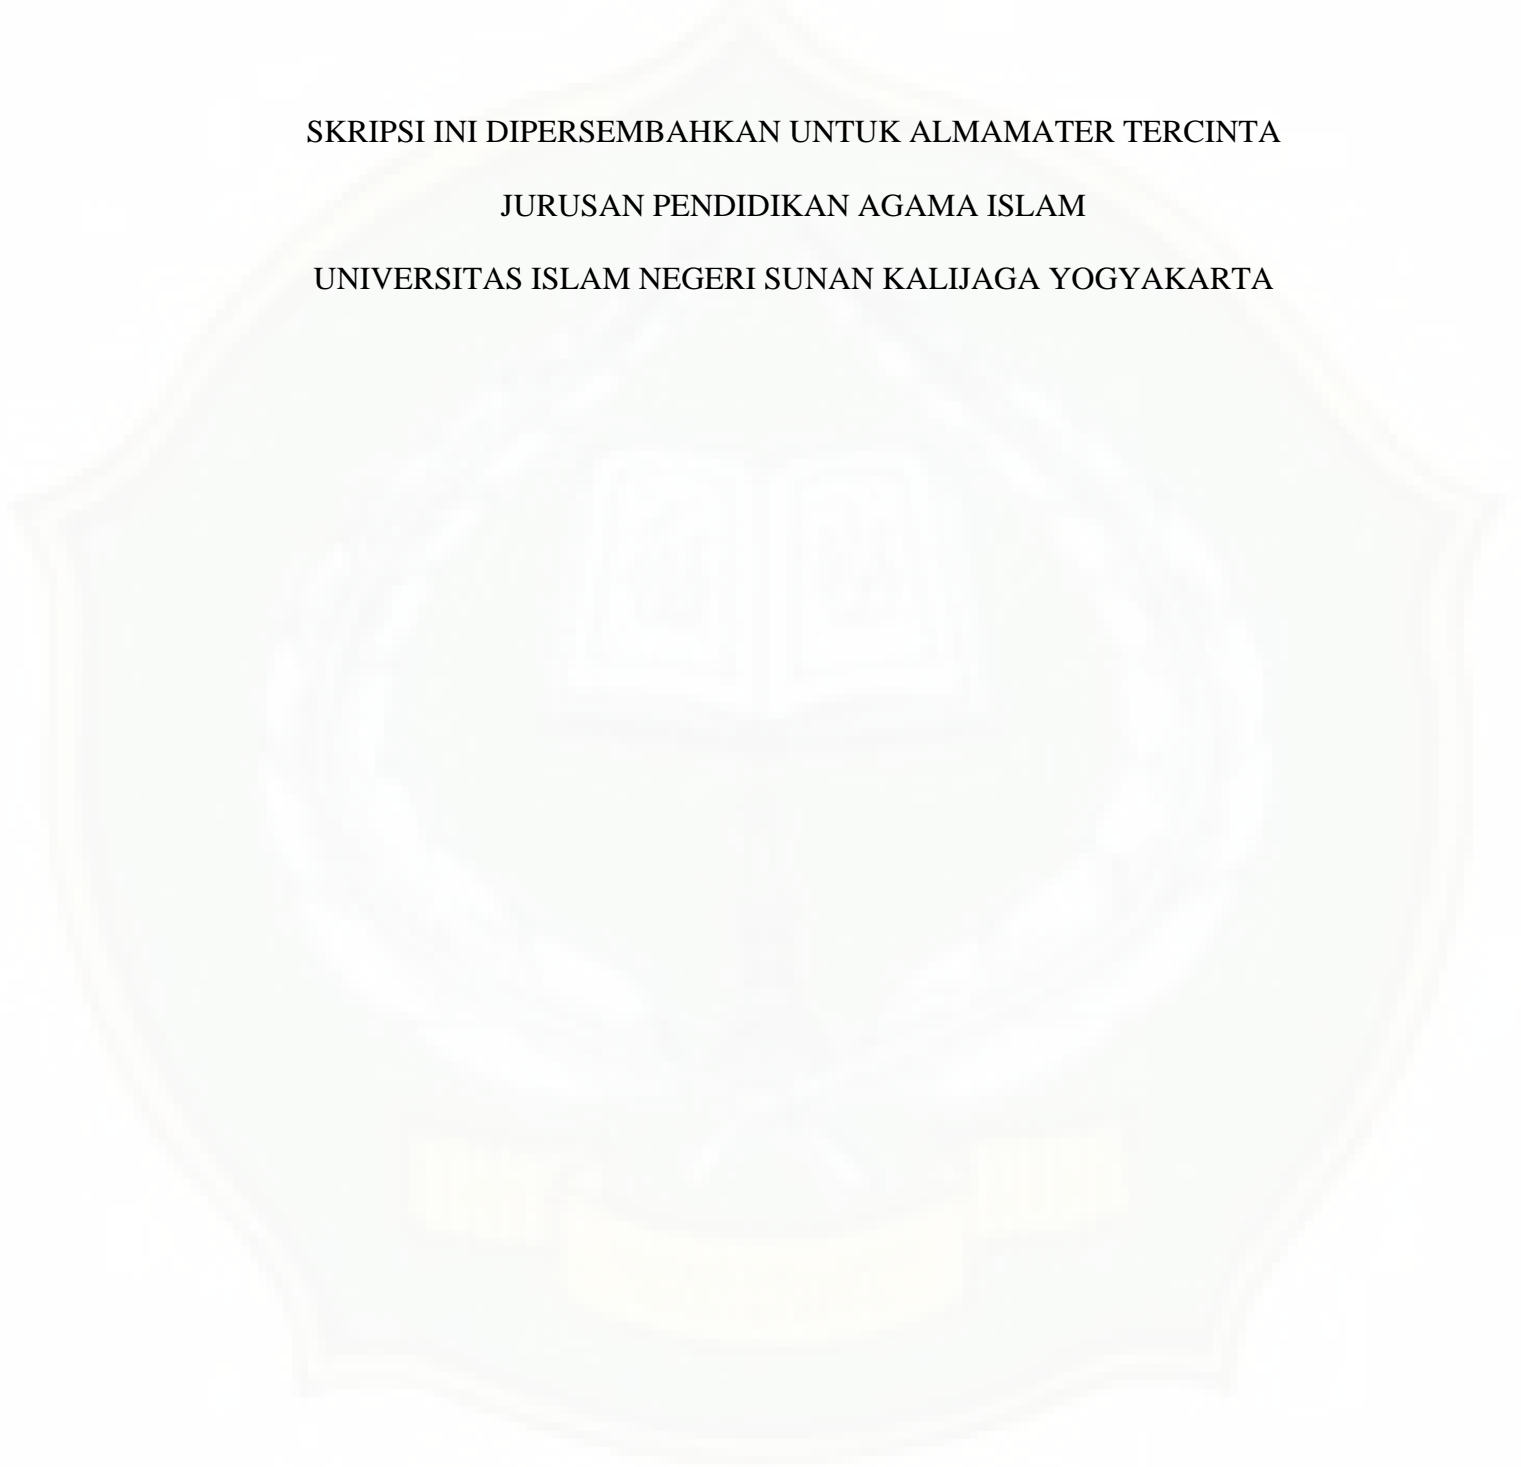 SKRIPSI INI DIPERSEMBAHKAN UNTUK ALMAMATER TERCINTA
JURUSAN PENDIDIKAN AGAMA ISLAM
UNIVERSITAS ISLAM NEGERI SUNAN KALIJAGA YOGYAKARTA